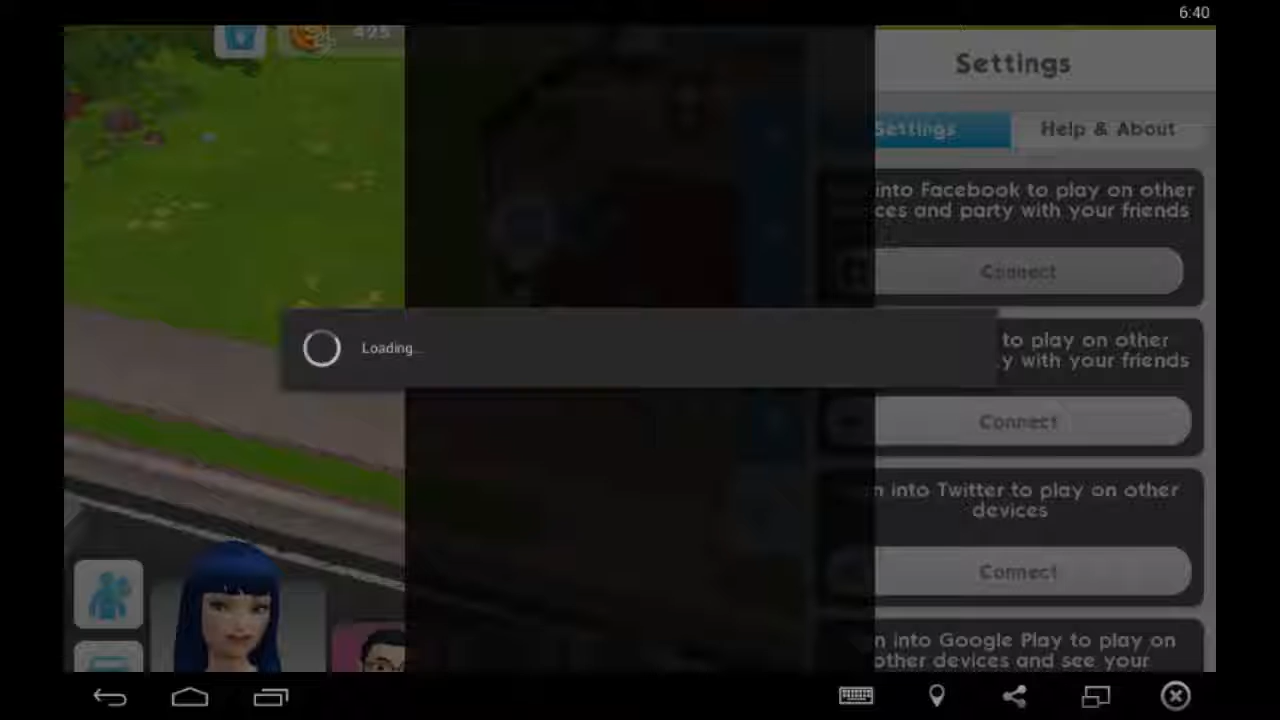 6:40
425
Settings
Settings
Help & About
into Facebook to play on other
ces and party with your friends
Connect
Loading...
to play on other
y with your friends
Connect
n into Twitter to play on other
devices
Connect
n into Google Play to play on
other devices and see your